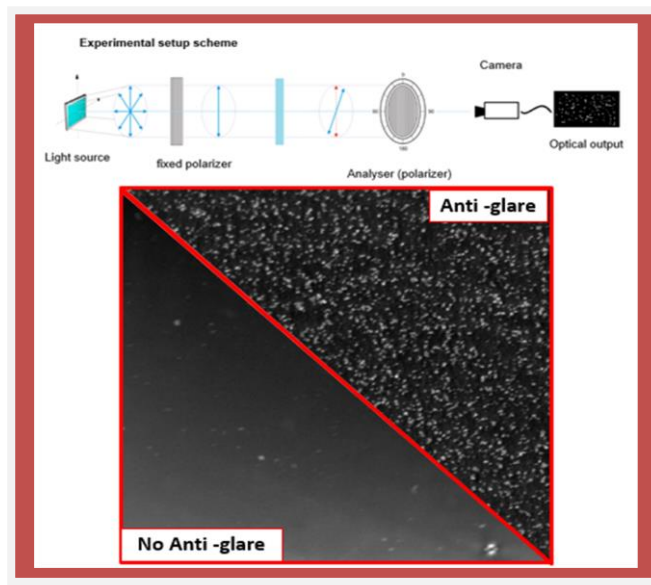 Experimental setup scheme
Camera
Light source
fixed polarizer
Analyser (polarizer)
Optical output
Anti -glare
No Anti -glare